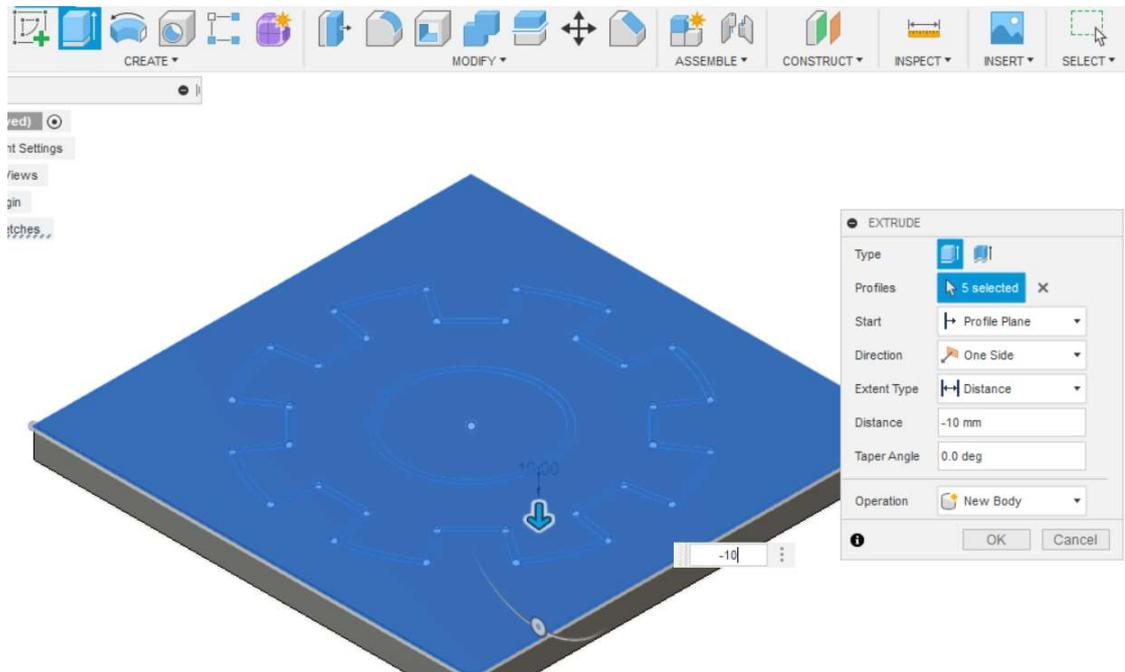 CREATE ▾
MODIFY ▾
ASSEMBLE ▾
CONSTRUCT ▾
INSPECT ▾
INSERT ▾
SELECT ▾
ved)
nt Settings
Views
gin
etches
EXTRUDE
Type
Profiles 5 selected
Start Profile Plane
Direction One Side
Extent Type Distance
Distance -10 mm
Taper Angle 0.0 deg
Operation New Body
OK Cancel
10.00
-10